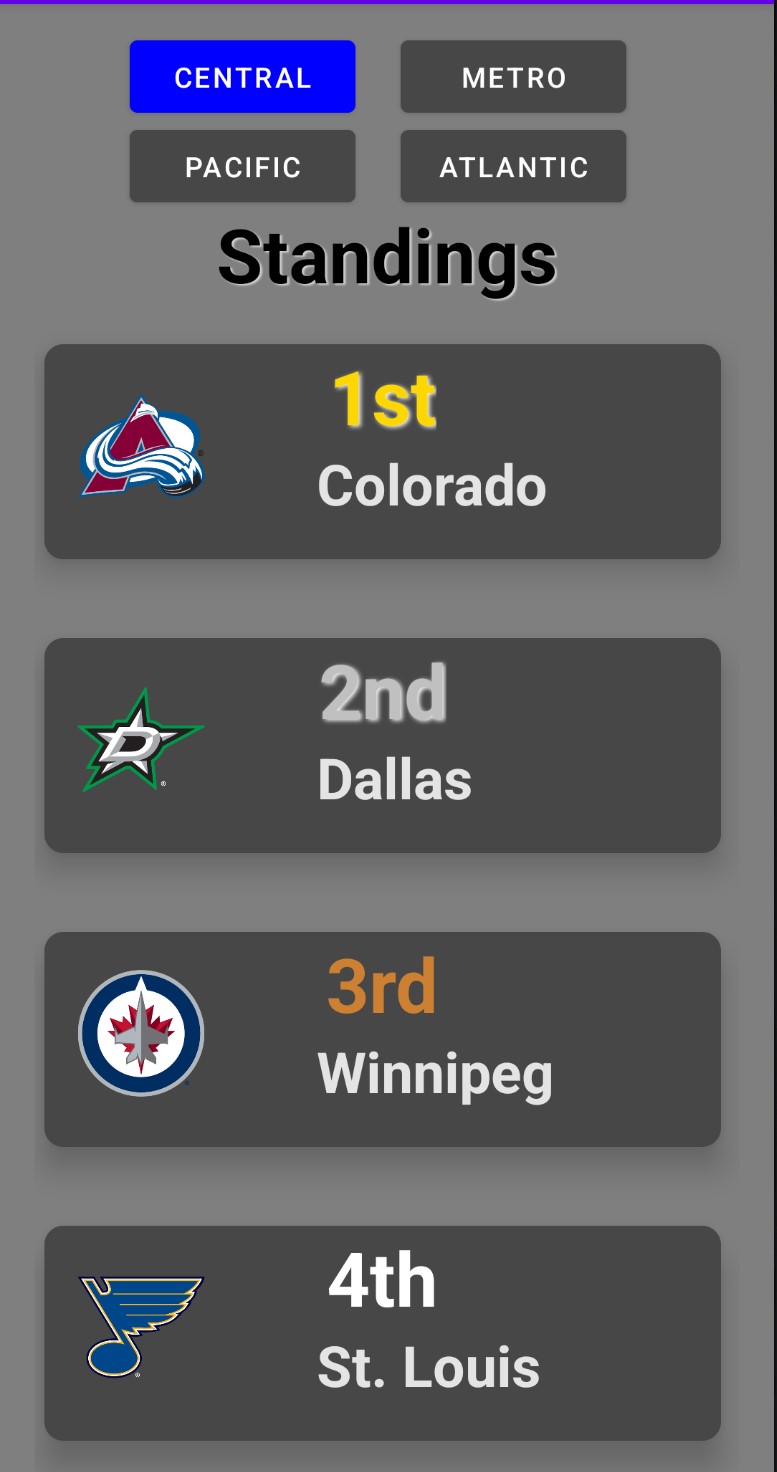 CENTRAL METRO
PACIFIC ATLANTIC
Standings
1st
Colorado
2nd
Dallas
3rd
Winnipeg
4th
St. Louis